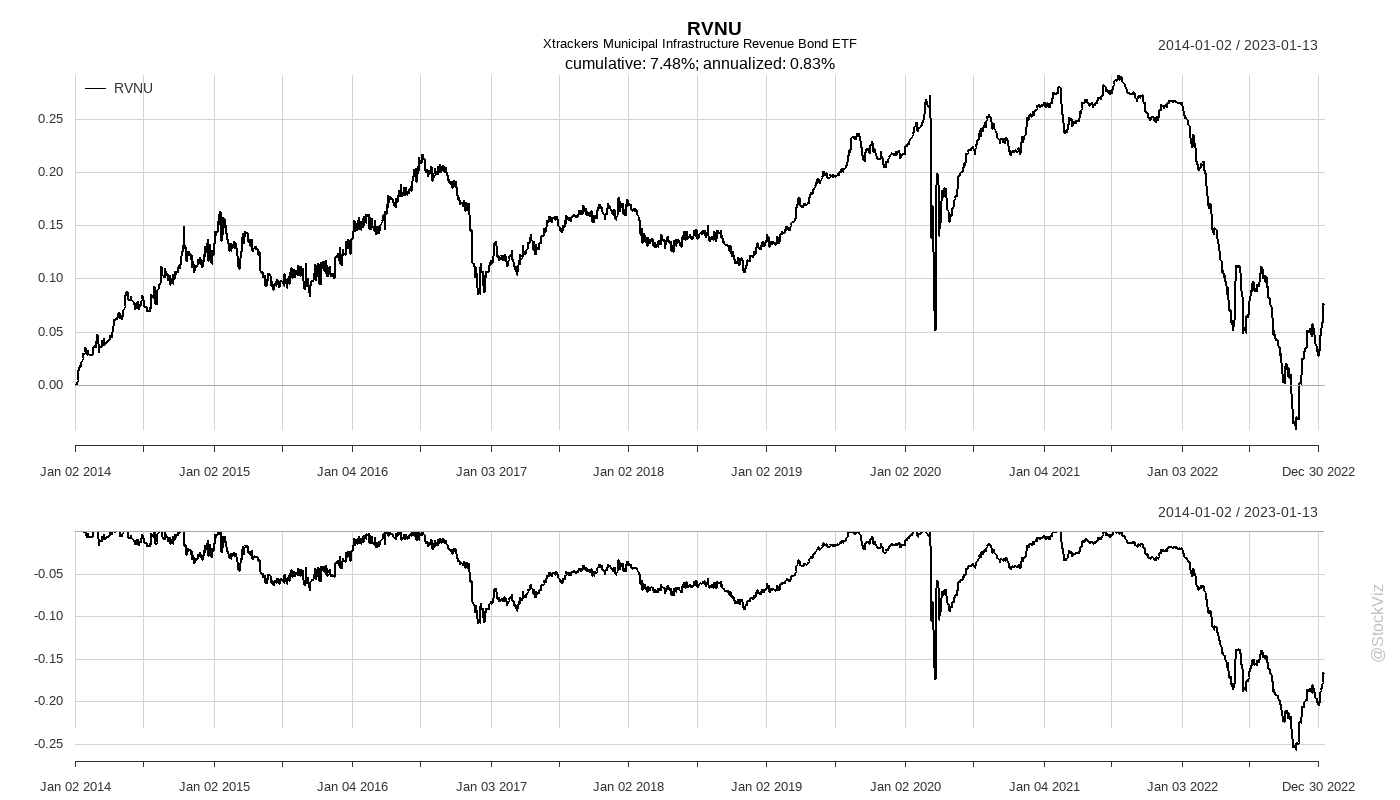 RVNU
Xtrackers Municipal Infrastructure Revenue Bond ETF
2014-01-02 / 2023-01-13
cumulative: 7.48%; annualized: 0.83%
RVNU
0.25
0.20
0.15
0.10
0.05
0.00
Jan 02 2014 Jan 02 2015 Jan 04 2016 Jan 03 2017 Jan 02 2018 Jan 02 2019 Jan 02 2020 Jan 04 2021 Jan 03 2022 Dec 30 2022
2014-01-02 / 2023-01-13
-0.05
-0.10
-0.15
-0.20
-0.25
Jan 02 2014 Jan 02 2015 Jan 04 2016 Jan 03 2017 Jan 02 2018 Jan 02 2019 Jan 02 2020 Jan 04 2021 Jan 03 2022 Dec 30 2022
@StockViz